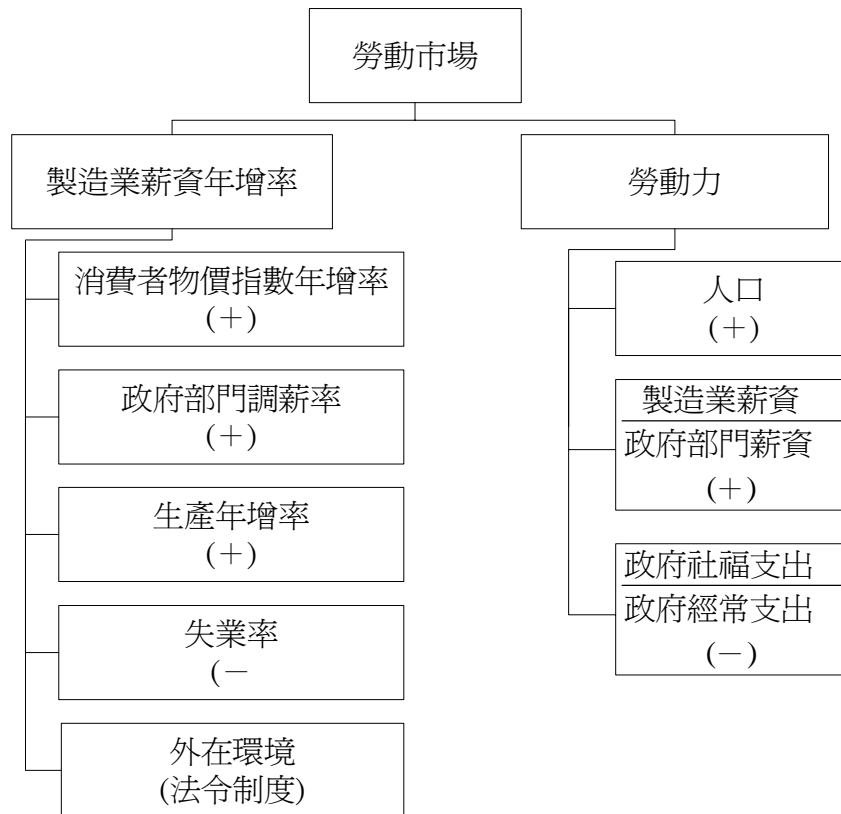 勞動市場
製造業薪資年增率
消費者物價指數年增率
(+)
政府部門調薪率
(+)
生產年增率
(+)
失業率
(－
外在環境
(法令制度)
勞動力
人口
(+)
製造業薪資
政府部門薪資
(+)
政府社福支出
政府經常支出
(－)